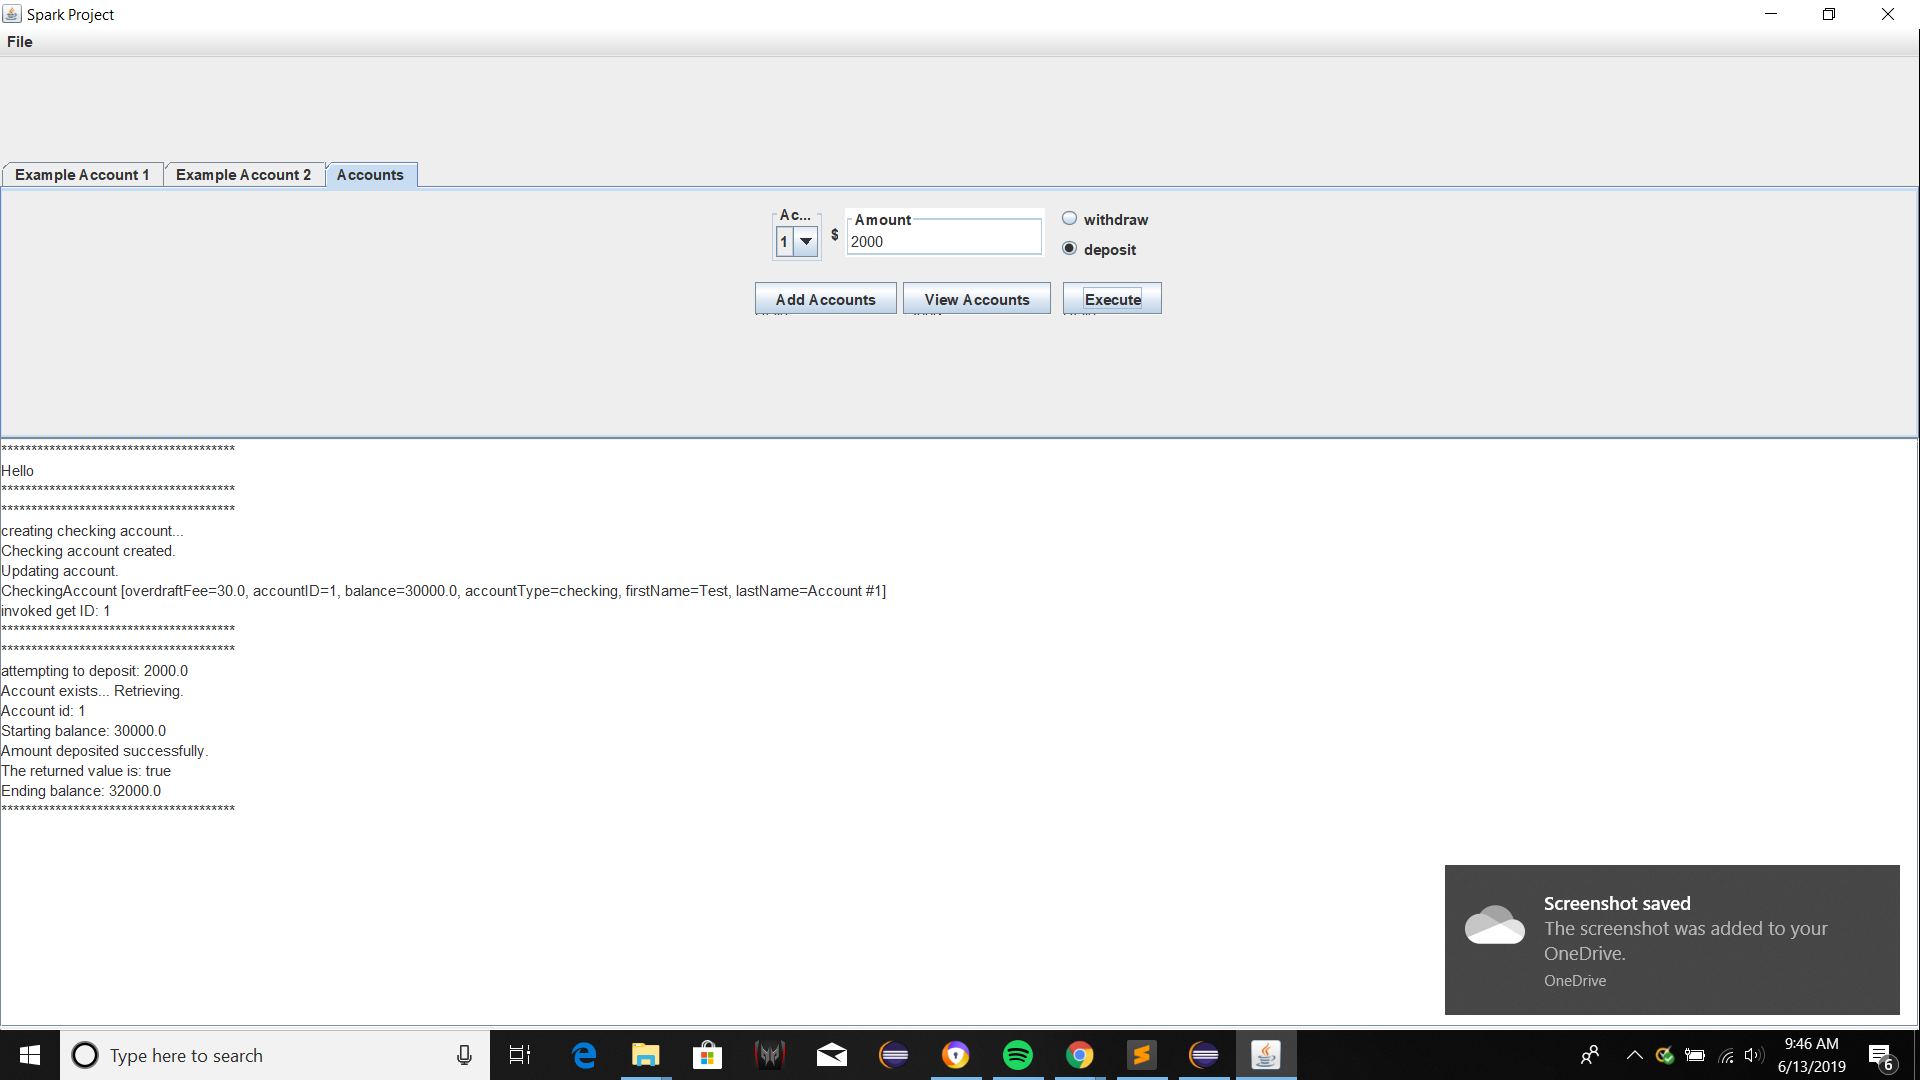 Spark Project
File
Example Account 1
Example Account 2
Accounts
Ac...
1
$
Amount
2000
withdraw
deposit
Add Accounts
View Accounts
Execute
***************************************
Hello
***************************************
***************************************
creating checking account...
Checking account created.
Updating account.
CheckingAccount [overdraftFee=30.0, accountID=1, balance=30000.0, accountType=checking, firstName=Test, lastName=Account #1]
invoked get ID: 1
***************************************
***************************************
attempting to deposit: 2000.0
Account exists... Retrieving.
Account id: 1
Starting balance: 30000.0
Amount deposited successfully.
The returned value is: true
Ending balance: 32000.0
***************************************
Screenshot saved
The screenshot was added to your
OneDrive.
OneDrive
Type here to search
9:46 AM
6/13/2019
6